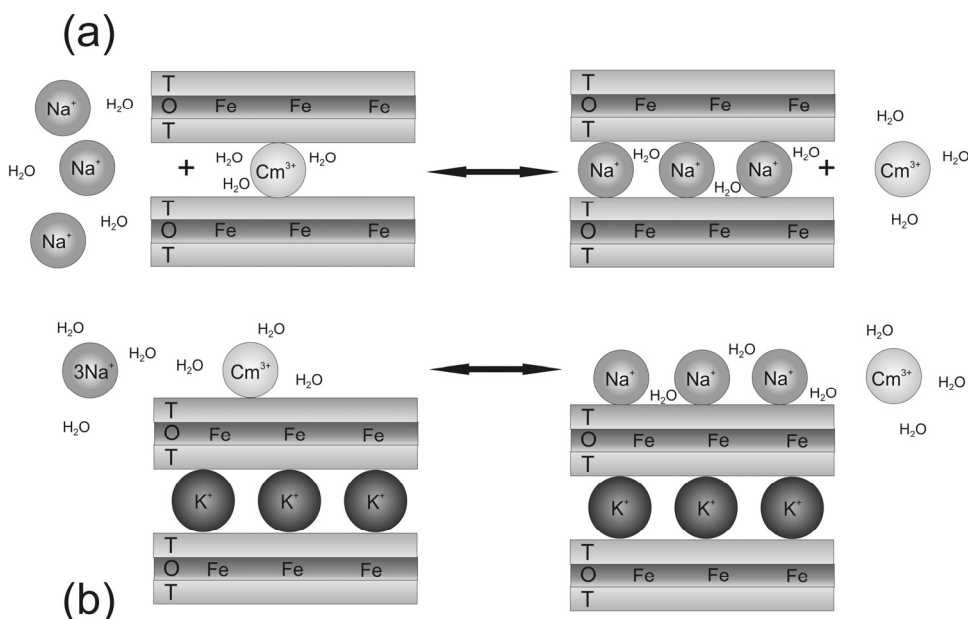 (a)
Na⁺ H₂O T
O Fe Fe Fe
T
H₂O Na⁺ + H₂O Cm³⁺ H₂O
H₂O
Na⁺ H₂O T
O Fe Fe Fe
T
T H₂O
O Fe Fe Fe
T
Na⁺ H₂O Na⁺ Na⁺ H₂O + Cm³⁺ H₂O
H₂O
T H₂O
O Fe Fe Fe
T
H₂O H₂O
3Na⁺ H₂O H₂O Cm³⁺
H₂O
H₂O T
O Fe Fe Fe
T
K⁺ K⁺ K⁺
T
O Fe Fe Fe
T
H₂O H₂O
Na⁺ Na⁺ Na⁺ Cm³⁺ H₂O
H₂O H₂O
T H₂O
O Fe Fe Fe
T
K⁺ K⁺ K⁺
T
O Fe Fe Fe
T
(b)